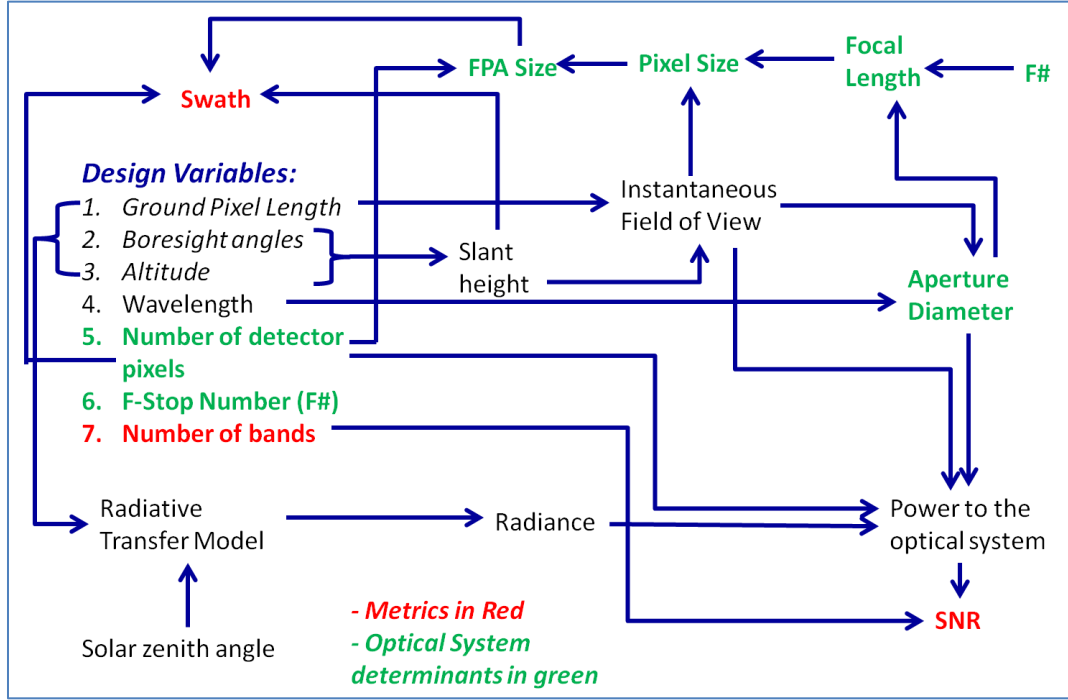 Focal
Length
FPA Size
Pixel Size
F#
Swath
Design Variables:
1. Ground Pixel Length
2. Boresight angles
3. Altitude
4. Wavelength
5. Number of detector
pixels
6. F-Stop Number (F#)
7. Number of bands
Instantaneous
Field of View
Slant
height
Aperture
Diameter
Radiative
Transfer Model
Radiance
Power to the
optical system
SNR
Solar zenith angle
- Metrics in Red
- Optical System
determinants in green